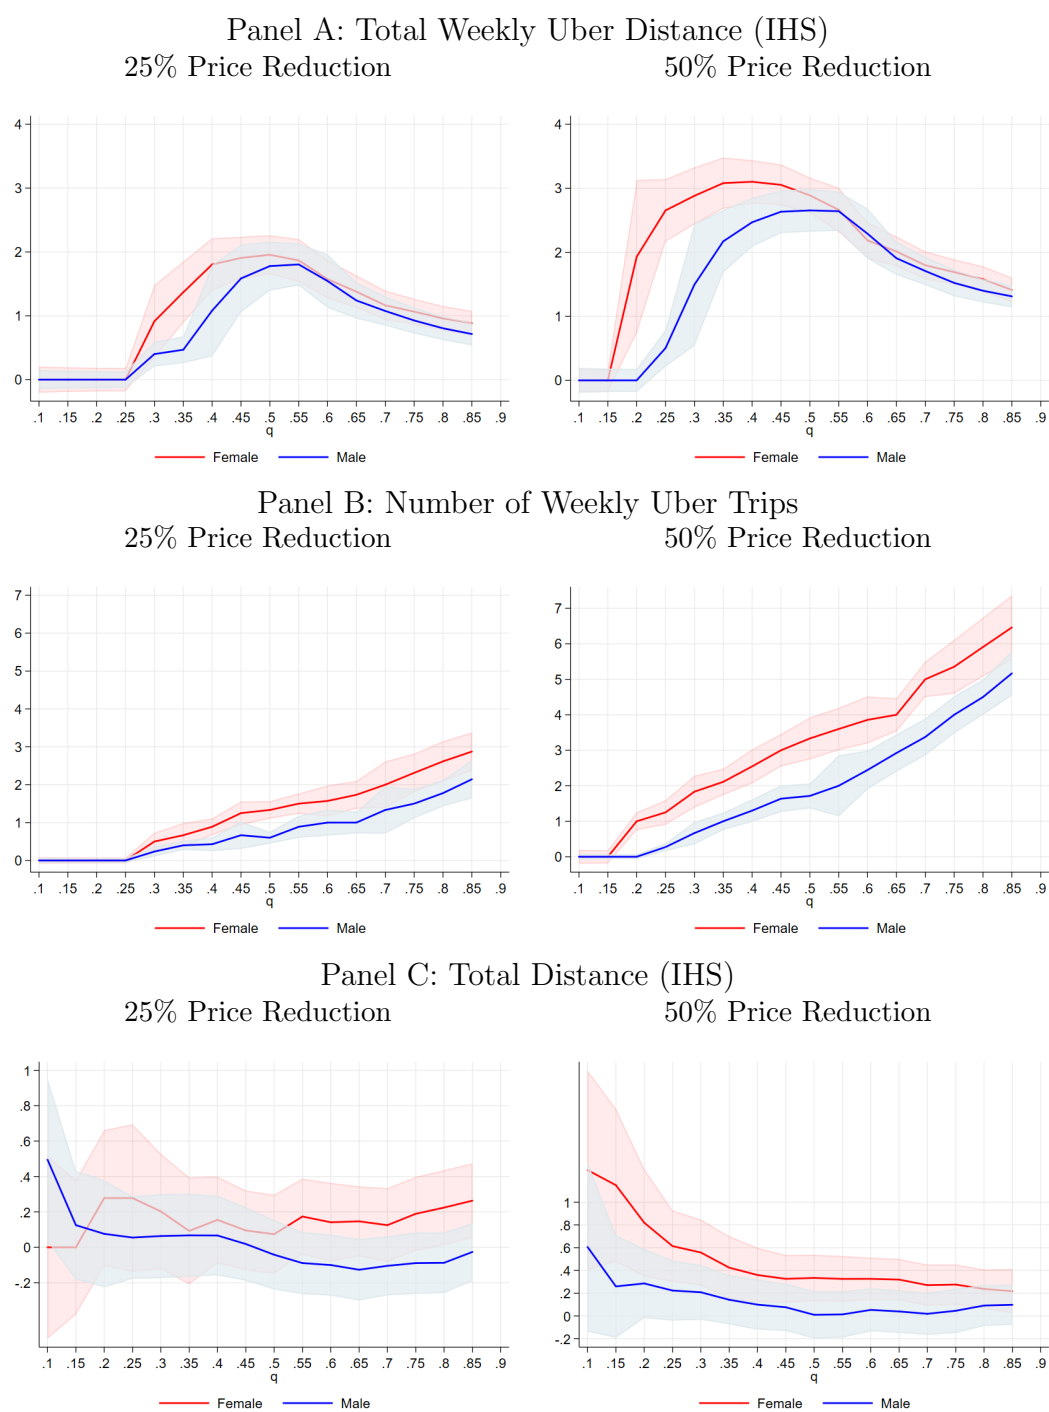 Panel A: Total Weekly Uber Distance (IHS)
25% Price Reduction 50% Price Reduction
4
3
2
1
0
.1 .15 .2 .25 .3 .35 .4 .45 .5 .55 .6 .65 .7 .75 .8 .85 .9
q
Female Male
4
3
2
1
0
.1 .15 .2 .25 .3 .35 .4 .45 .5 .55 .6 .65 .7 .75 .8 .85 .9
q
Female Male
Panel B: Number of Weekly Uber Trips
25% Price Reduction 50% Price Reduction
7
6
5
4
3
2
1
0
.1 .15 .2 .25 .3 .35 .4 .45 .5 .55 .6 .65 .7 .75 .8 .85 .9
q
Female Male
7
6
5
4
3
2
1
0
.1 .15 .2 .25 .3 .35 .4 .45 .5 .55 .6 .65 .7 .75 .8 .85 .9
q
Female Male
Panel C: Total Distance (IHS)
25% Price Reduction 50% Price Reduction
1
.8
.6
.4
.2
0
-.2
.1 .15 .2 .25 .3 .35 .4 .45 .5 .55 .6 .65 .7 .75 .8 .85 .9
q
Female Male
1
.8
.6
.4
.2
0
-.2
.1 .15 .2 .25 .3 .35 .4 .45 .5 .55 .6 .65 .7 .75 .8 .85 .9
q
Female Male